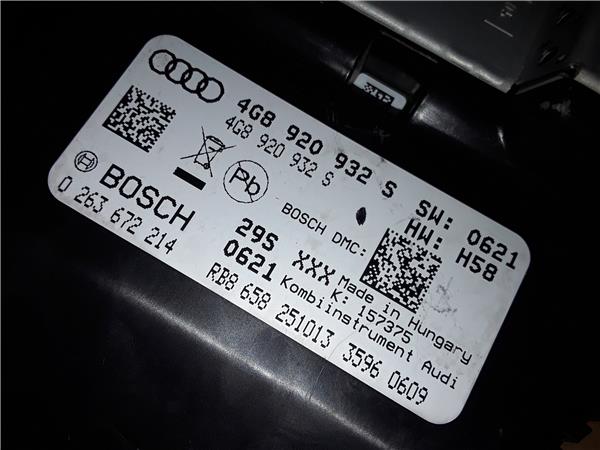 4G8 920 932 S SW: 0621
4G8 920 932 S HW: H58
Pb
BOSCH BOSCH DMC:
0 263 672 214
29S XXX Made in Hungary
0621 K: 157375
Kombiinstrument Audi
RB8 658 251013 3596 0609